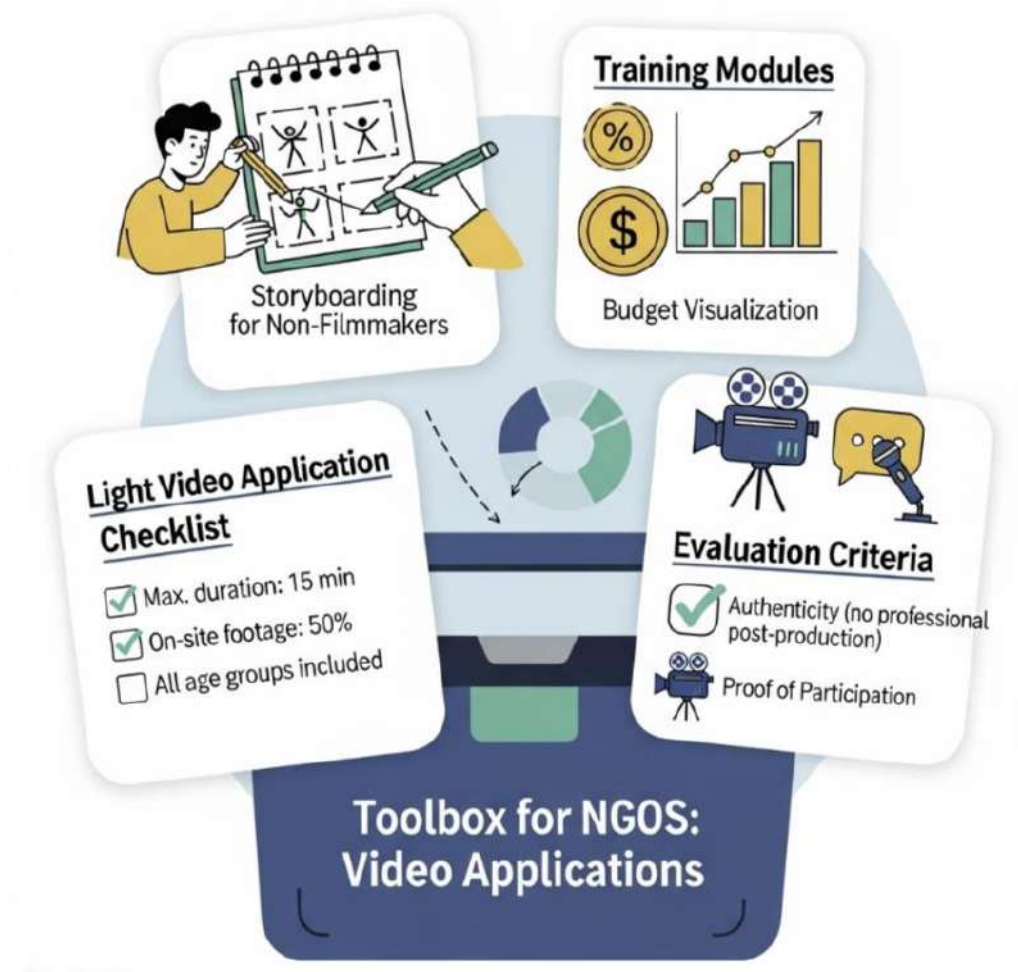 Storyboarding
for Non-Filmmakers
Training Modules
%
$
Budget Visualization
Light Video Application
Checklist
Max. duration: 15 min
On-site footage: 50%
All age groups included
Evaluation Criteria
Authenticity (no professional
post-production)
Proof of Participation
Toolbox for NGOS:
Video Applications